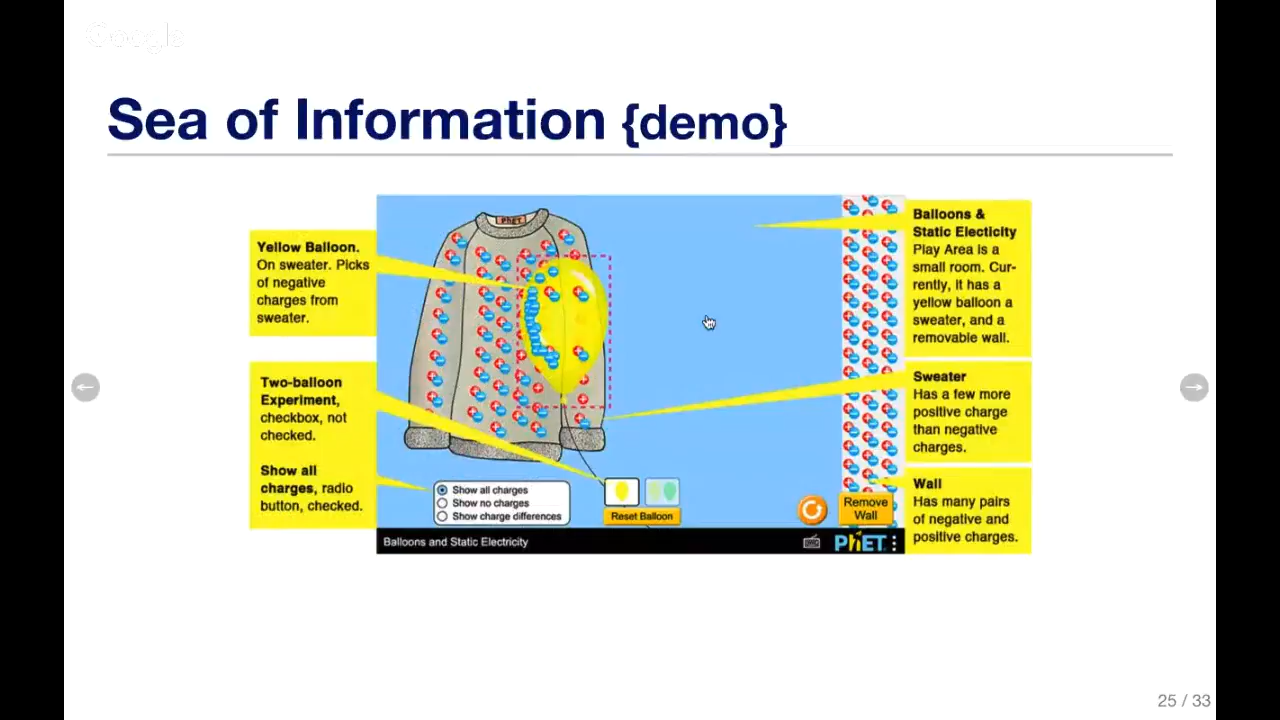 Google
Sea of Information {demo}
Yellow Balloon.
On sweater. Picks
of negative
charges from
sweater.
Two-balloon
Experiment,
checkbox, not
checked.
Show all
charges, radio
button, checked.
PhET
Show all charges
Show no charges
Show charge differences
Reset Balloon
Remove
Wall
Balloons and Static Electricity
PhET
Balloons &
Static Electicity
Play Area is a
small room. Cur-
rently, it has a
yellow balloon a
sweater, and a
removable wall.
Sweater
Has a few more
positive charge
than negative
charges.
Wall
Has many pairs
of negative and
positive charges.
25 / 33